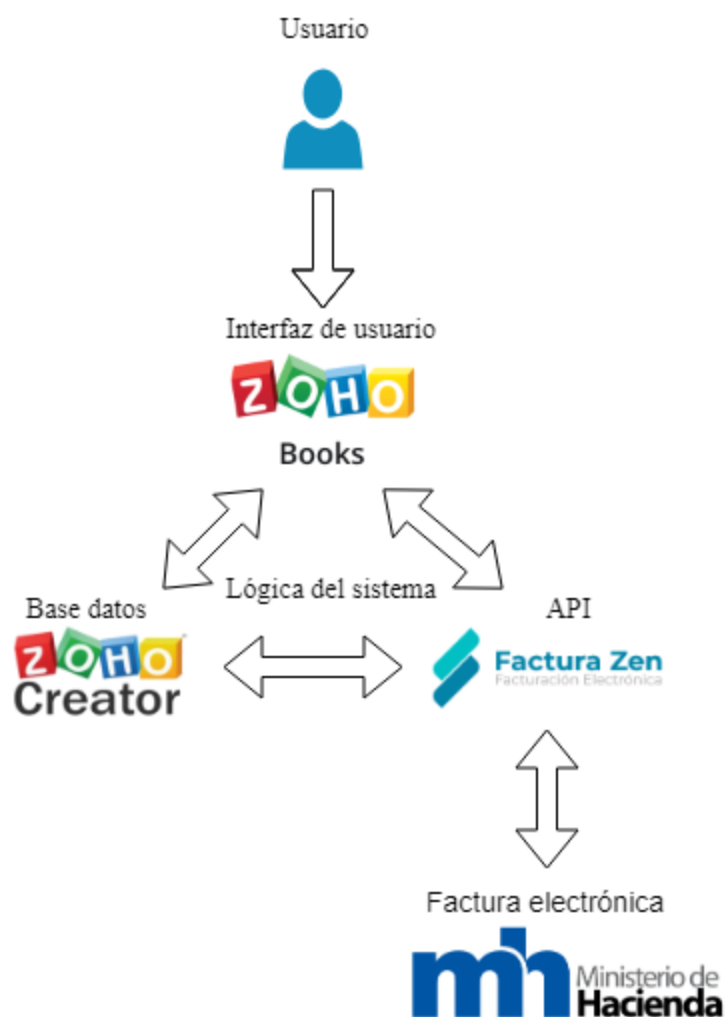 Usuario
Interfaz de usuario
ZOHO
Books
Lógica del sistema
Base datos
ZOHO
Creator
API
Factura Zen
Facturación Electrónica
Factura electrónica
mh
Ministerio de
Hacienda